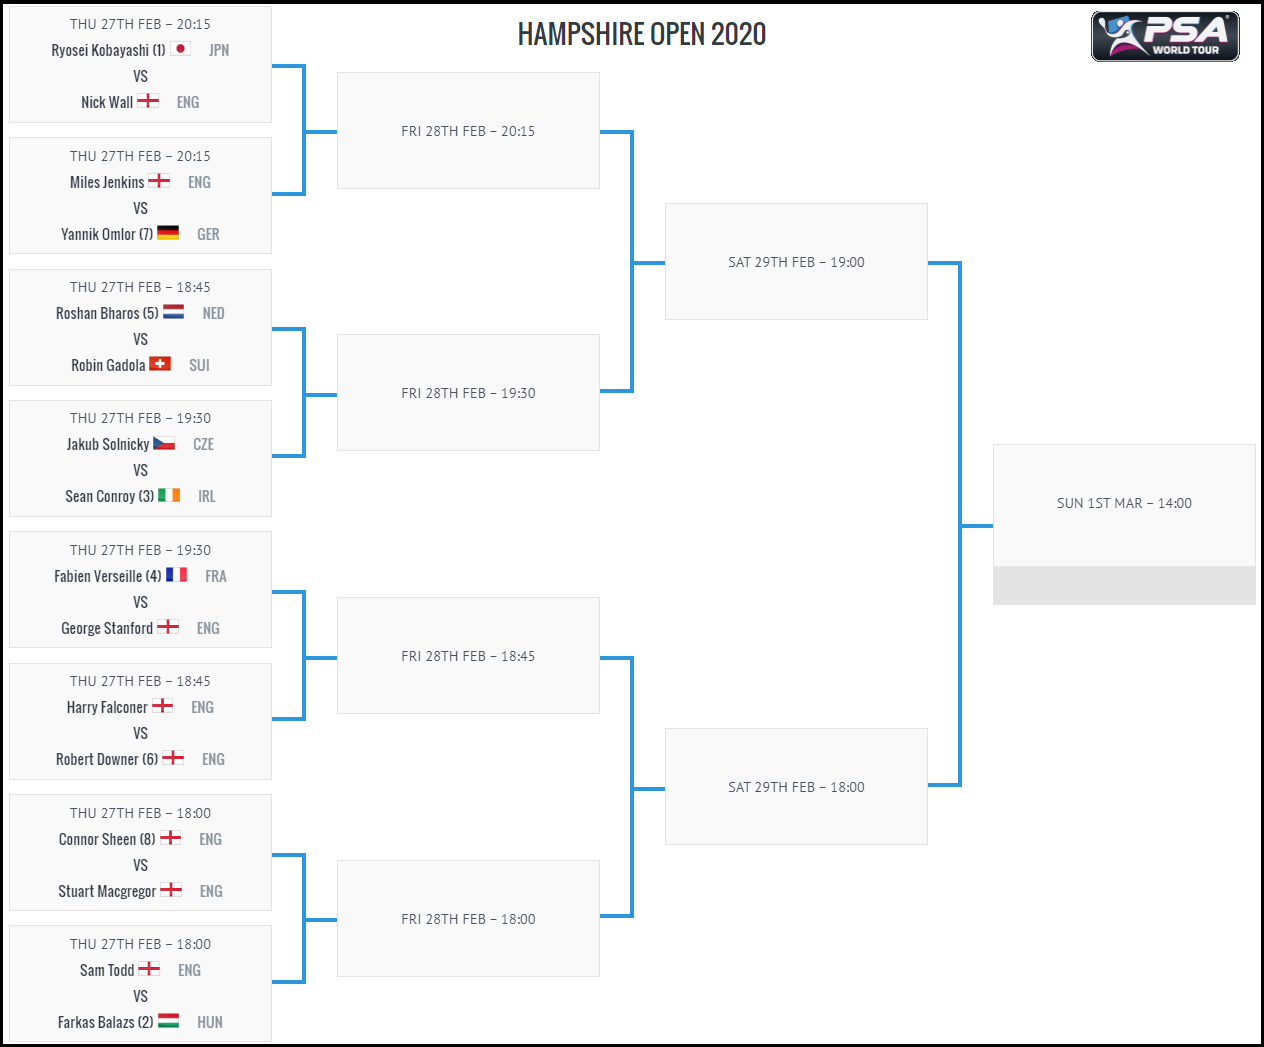 HAMPSHIRE OPEN 2020
PSA
WORLD TOUR
THU 27TH FEB – 20:15
Ryosei Kobayashi (1) JPN
VS
Nick Wall ENG
THU 27TH FEB – 20:15
Miles Jenkins ENG
VS
Yannik Omlor (7) GER
THU 27TH FEB – 18:45
Roshan Bharos (5) NED
VS
Robin Gadola SUI
THU 27TH FEB – 19:30
Jakub Solnicky CZE
VS
Sean Conroy (3) IRL
THU 27TH FEB – 19:30
Fabien Verseille (4) FRA
VS
George Stanford ENG
THU 27TH FEB – 18:45
Harry Falconer ENG
VS
Robert Downer (6) ENG
THU 27TH FEB – 18:00
Connor Sheen (8) ENG
VS
Stuart Macgregor ENG
THU 27TH FEB – 18:00
Sam Todd ENG
VS
Farkas Balazs (2) HUN
FRI 28TH FEB – 20:15
FRI 28TH FEB – 19:30
FRI 28TH FEB – 18:45
FRI 28TH FEB – 18:00
SAT 29TH FEB – 19:00
SAT 29TH FEB – 18:00
SUN 1ST MAR – 14:00